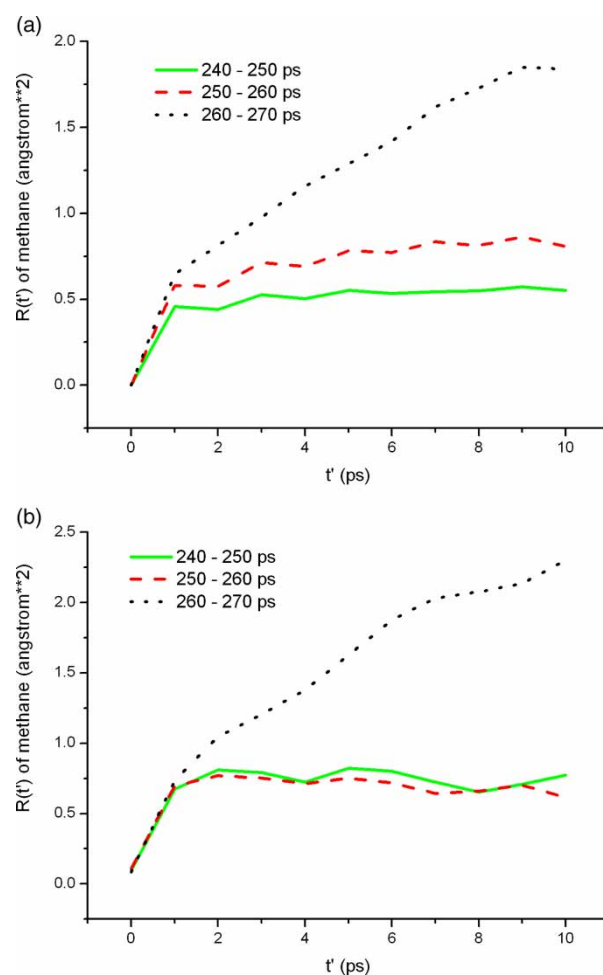 (a)
2.0
1.5
1.0
0.5
0.0
R(t') of methane (angstrom**2)
240 - 250 ps
250 - 260 ps
260 - 270 ps
0 2 4 6 8 10
t' (ps)
(b)
2.5
2.0
1.5
1.0
0.5
0.0
R(t') of methane (angstrom**2)
240 - 250 ps
250 - 260 ps
260 - 270 ps
0 2 4 6 8 10
t' (ps)